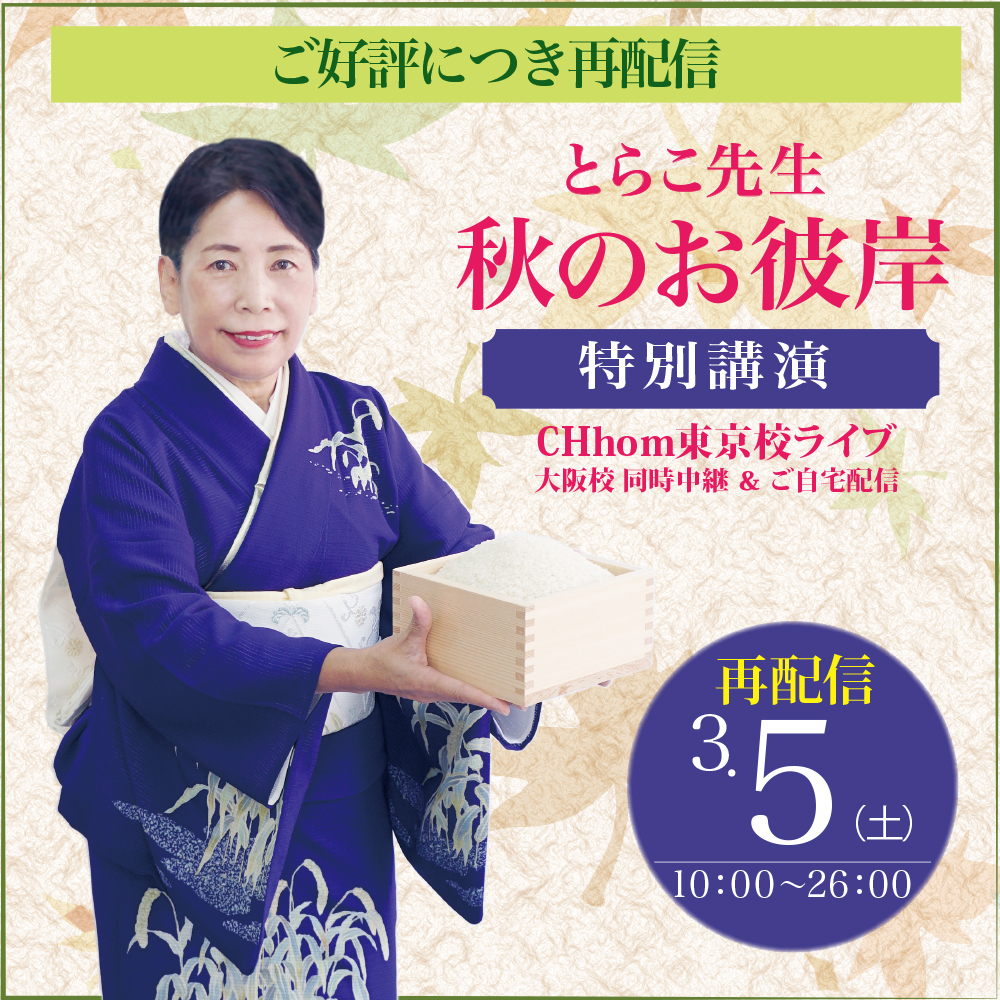 ご好評につき再配信
とらこ先生
秋のお彼岸
特別講演
CHhom東京校ライブ
大阪校 同時中継 & ご自宅配信
再配信
3.5(土)
10:00〜26:00